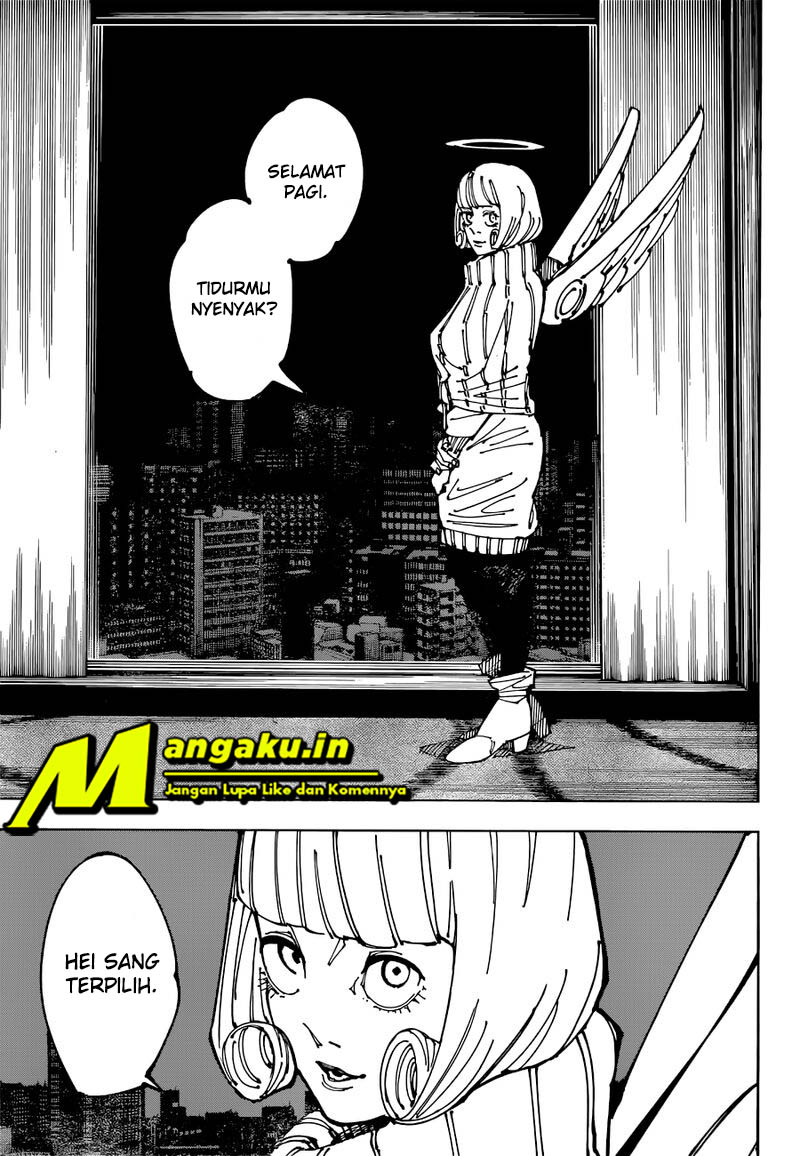 SELAMAT
PAGI.
TIDURMU
NYENYAK?
Mangaku.in
Jangan Lupa Like dan Komennya
HEI SANG
TERPILIH.